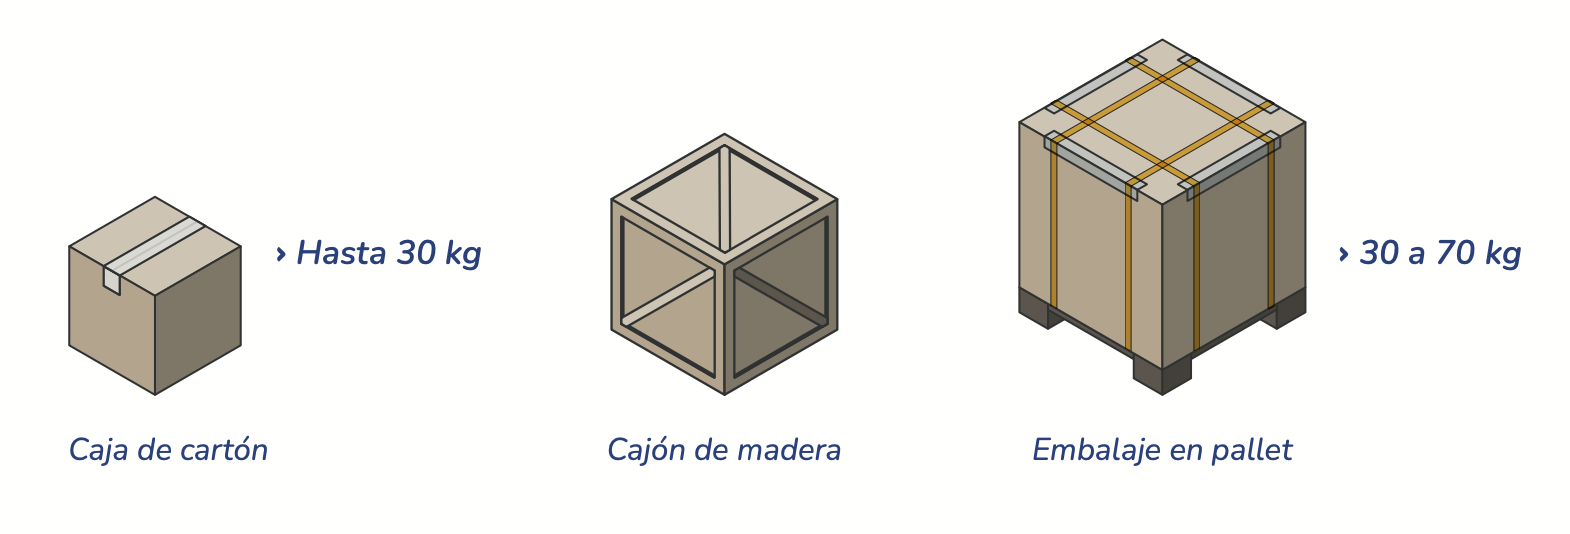 › Hasta 30 kg
› 30 a 70 kg
Caja de cartón
Cajón de madera
Embalaje en pallet